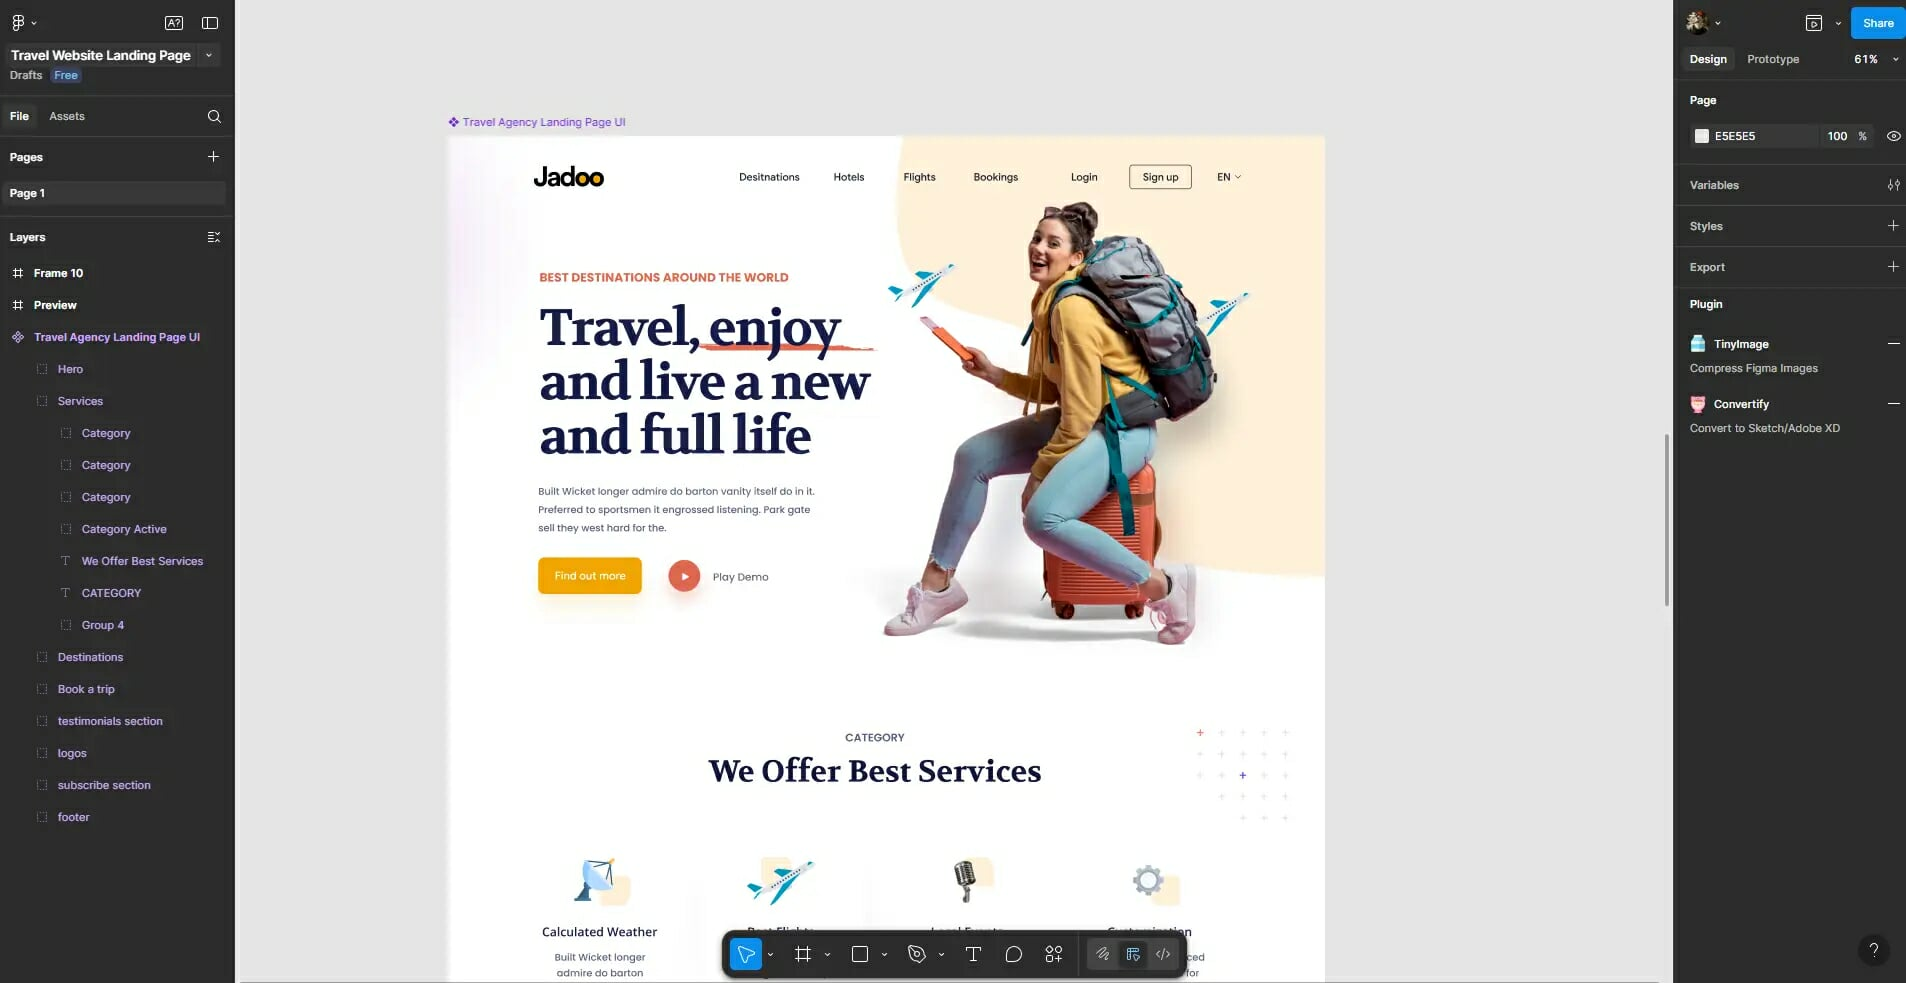 A?
Travel Website Landing Page
Drafts Free
File Assets
Pages
Page 1
Layers
Frame 10
Preview
Travel Agency Landing Page UI
Hero
Services
Category
Category
Category
Category Active
We Offer Best Services
CATEGORY
Group 4
Destinations
Book a trip
testimonials section
logos
subscribe section
footer
Travel Agency Landing Page UI
Jadoo
Desitnations Hotels Flights Bookings Login Sign up EN
BEST DESTINATIONS AROUND THE WORLD
Travel, enjoy
and live a new
and full life
Built Wicket longer admire do barton vanity itself do in it.
Preferred to sportsmen it engrossed listening. Park gate
sell they west hard for the.
Find out more Play Demo
CATEGORY
We Offer Best Services
Calculated Weather Best Flights Local Events Customization
Built Wicket longer
admire do barton for
Share
Design Prototype 61%
Page
E5E5E5 100 %
Variables
Styles
Export
Plugin
TinyImage
Compress Figma Images
Convertify
Convert to Sketch/Adobe XD
?